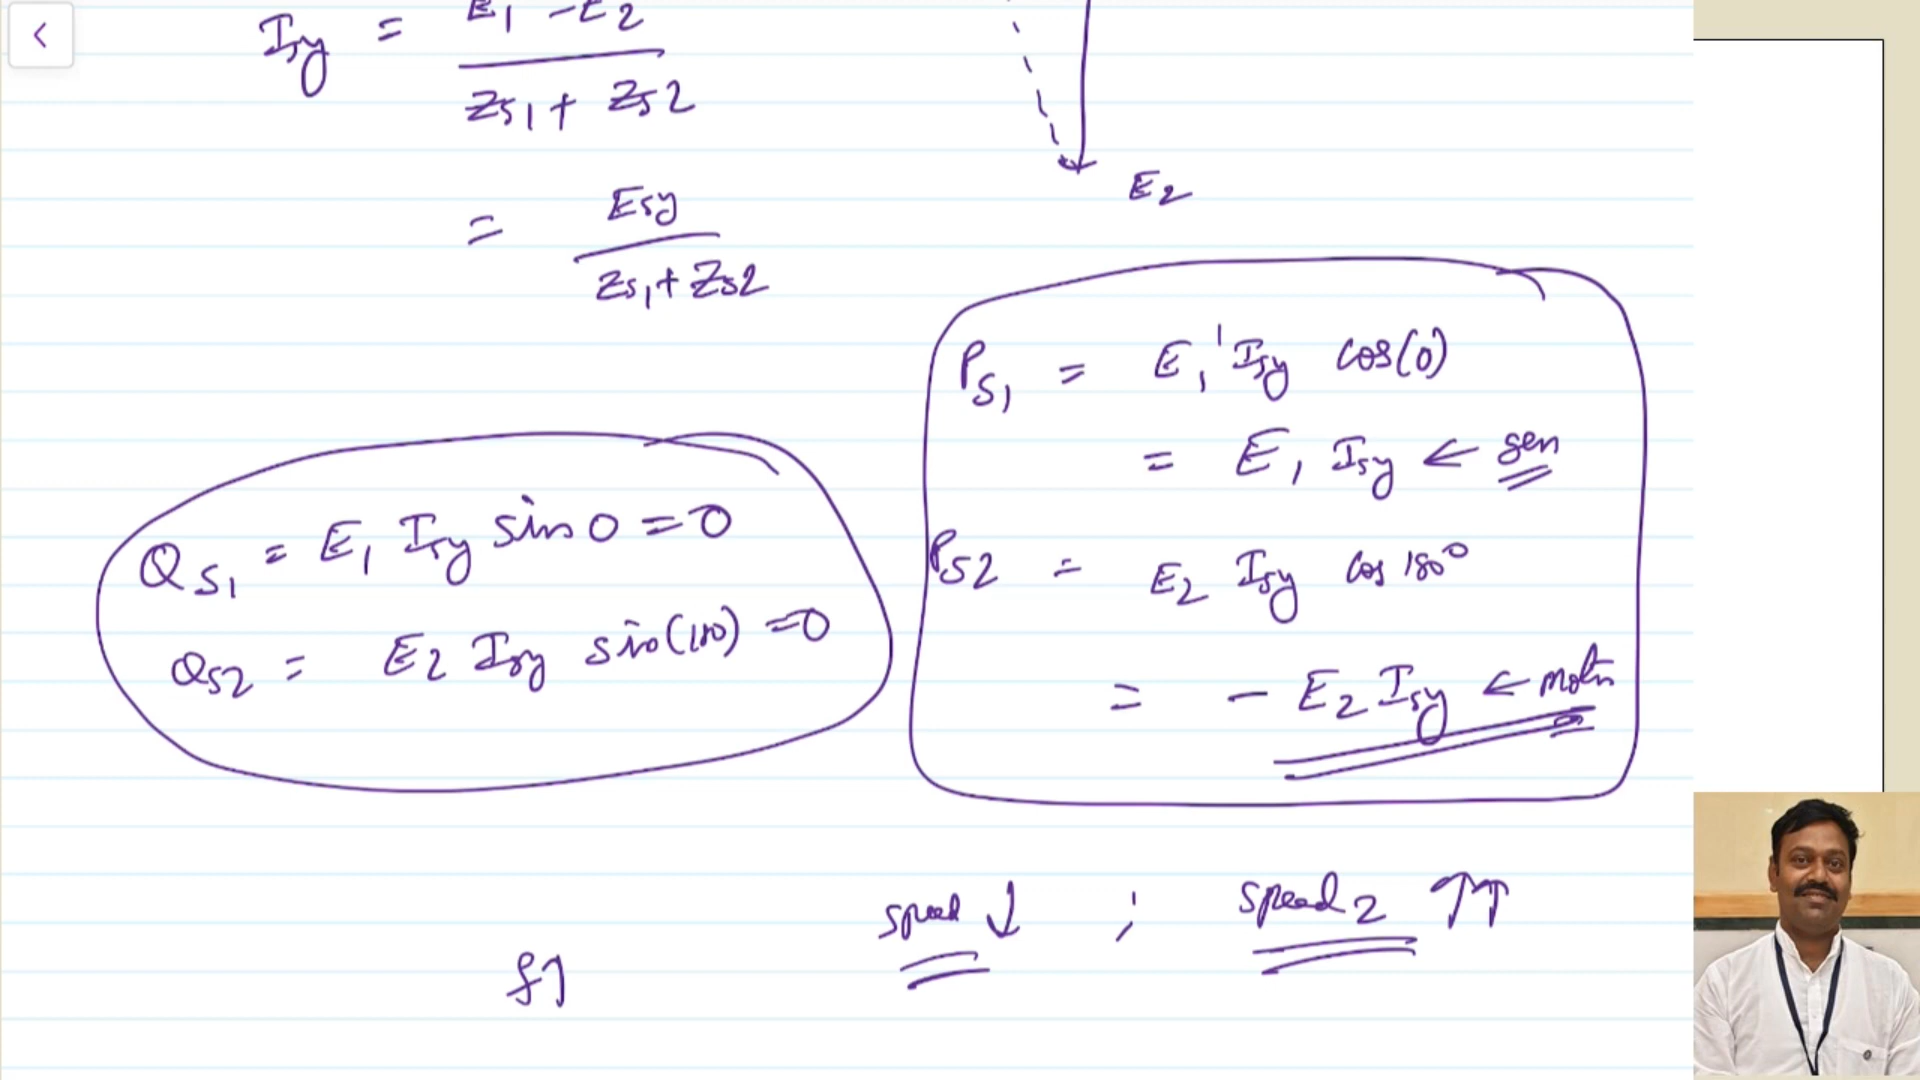 Isy = E1 - E2
Zs1 + Zs2
= Esy
Zs1 + Zs2
E2
PS1 = E1' Isy cos(0)
= E1 Isy ← gen
PS2 = E2 Isy cos 180°
= - E2 Isy ← motor
QS1 = E1 Isy sin 0 = 0
QS2 = E2 Isy sin(180) = 0
speed ↓ ; speed2 ↑↑
f↑